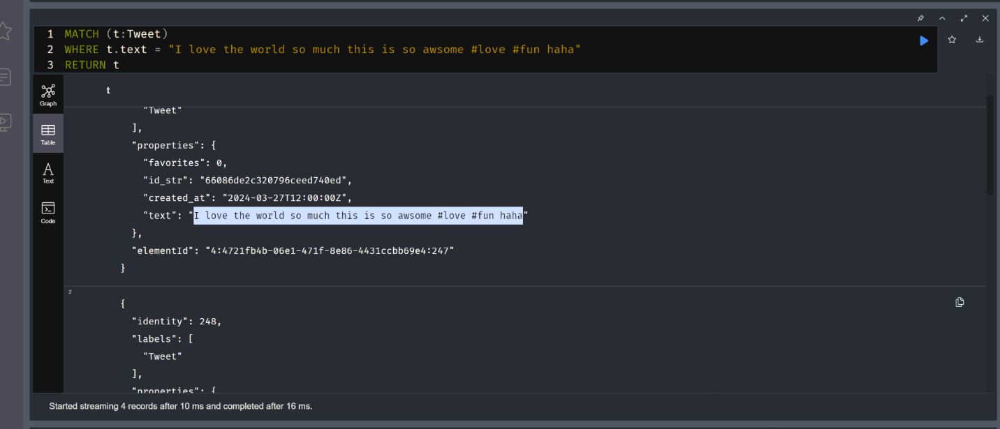 1 MATCH (t:Tweet)
2 WHERE t.text = "I love the world so much this is so awsome #love #fun haha"
3 RETURN t
Graph
Table
Text
Code
t
"Tweet"
],
"properties": {
"favorites": 0,
"id_str": "66086de2c320796ceed740ed",
"created_at": "2024-03-27T12:00:00Z",
"text": "I love the world so much this is so awsome #love #fun haha"
},
"elementId": "4:4721fb4b-06e1-471f-8e86-4431ccbb69e4:247"
}
2
{
"identity": 248,
"labels": [
"Tweet"
],
"properties": {
Started streaming 4 records after 10 ms and completed after 16 ms.